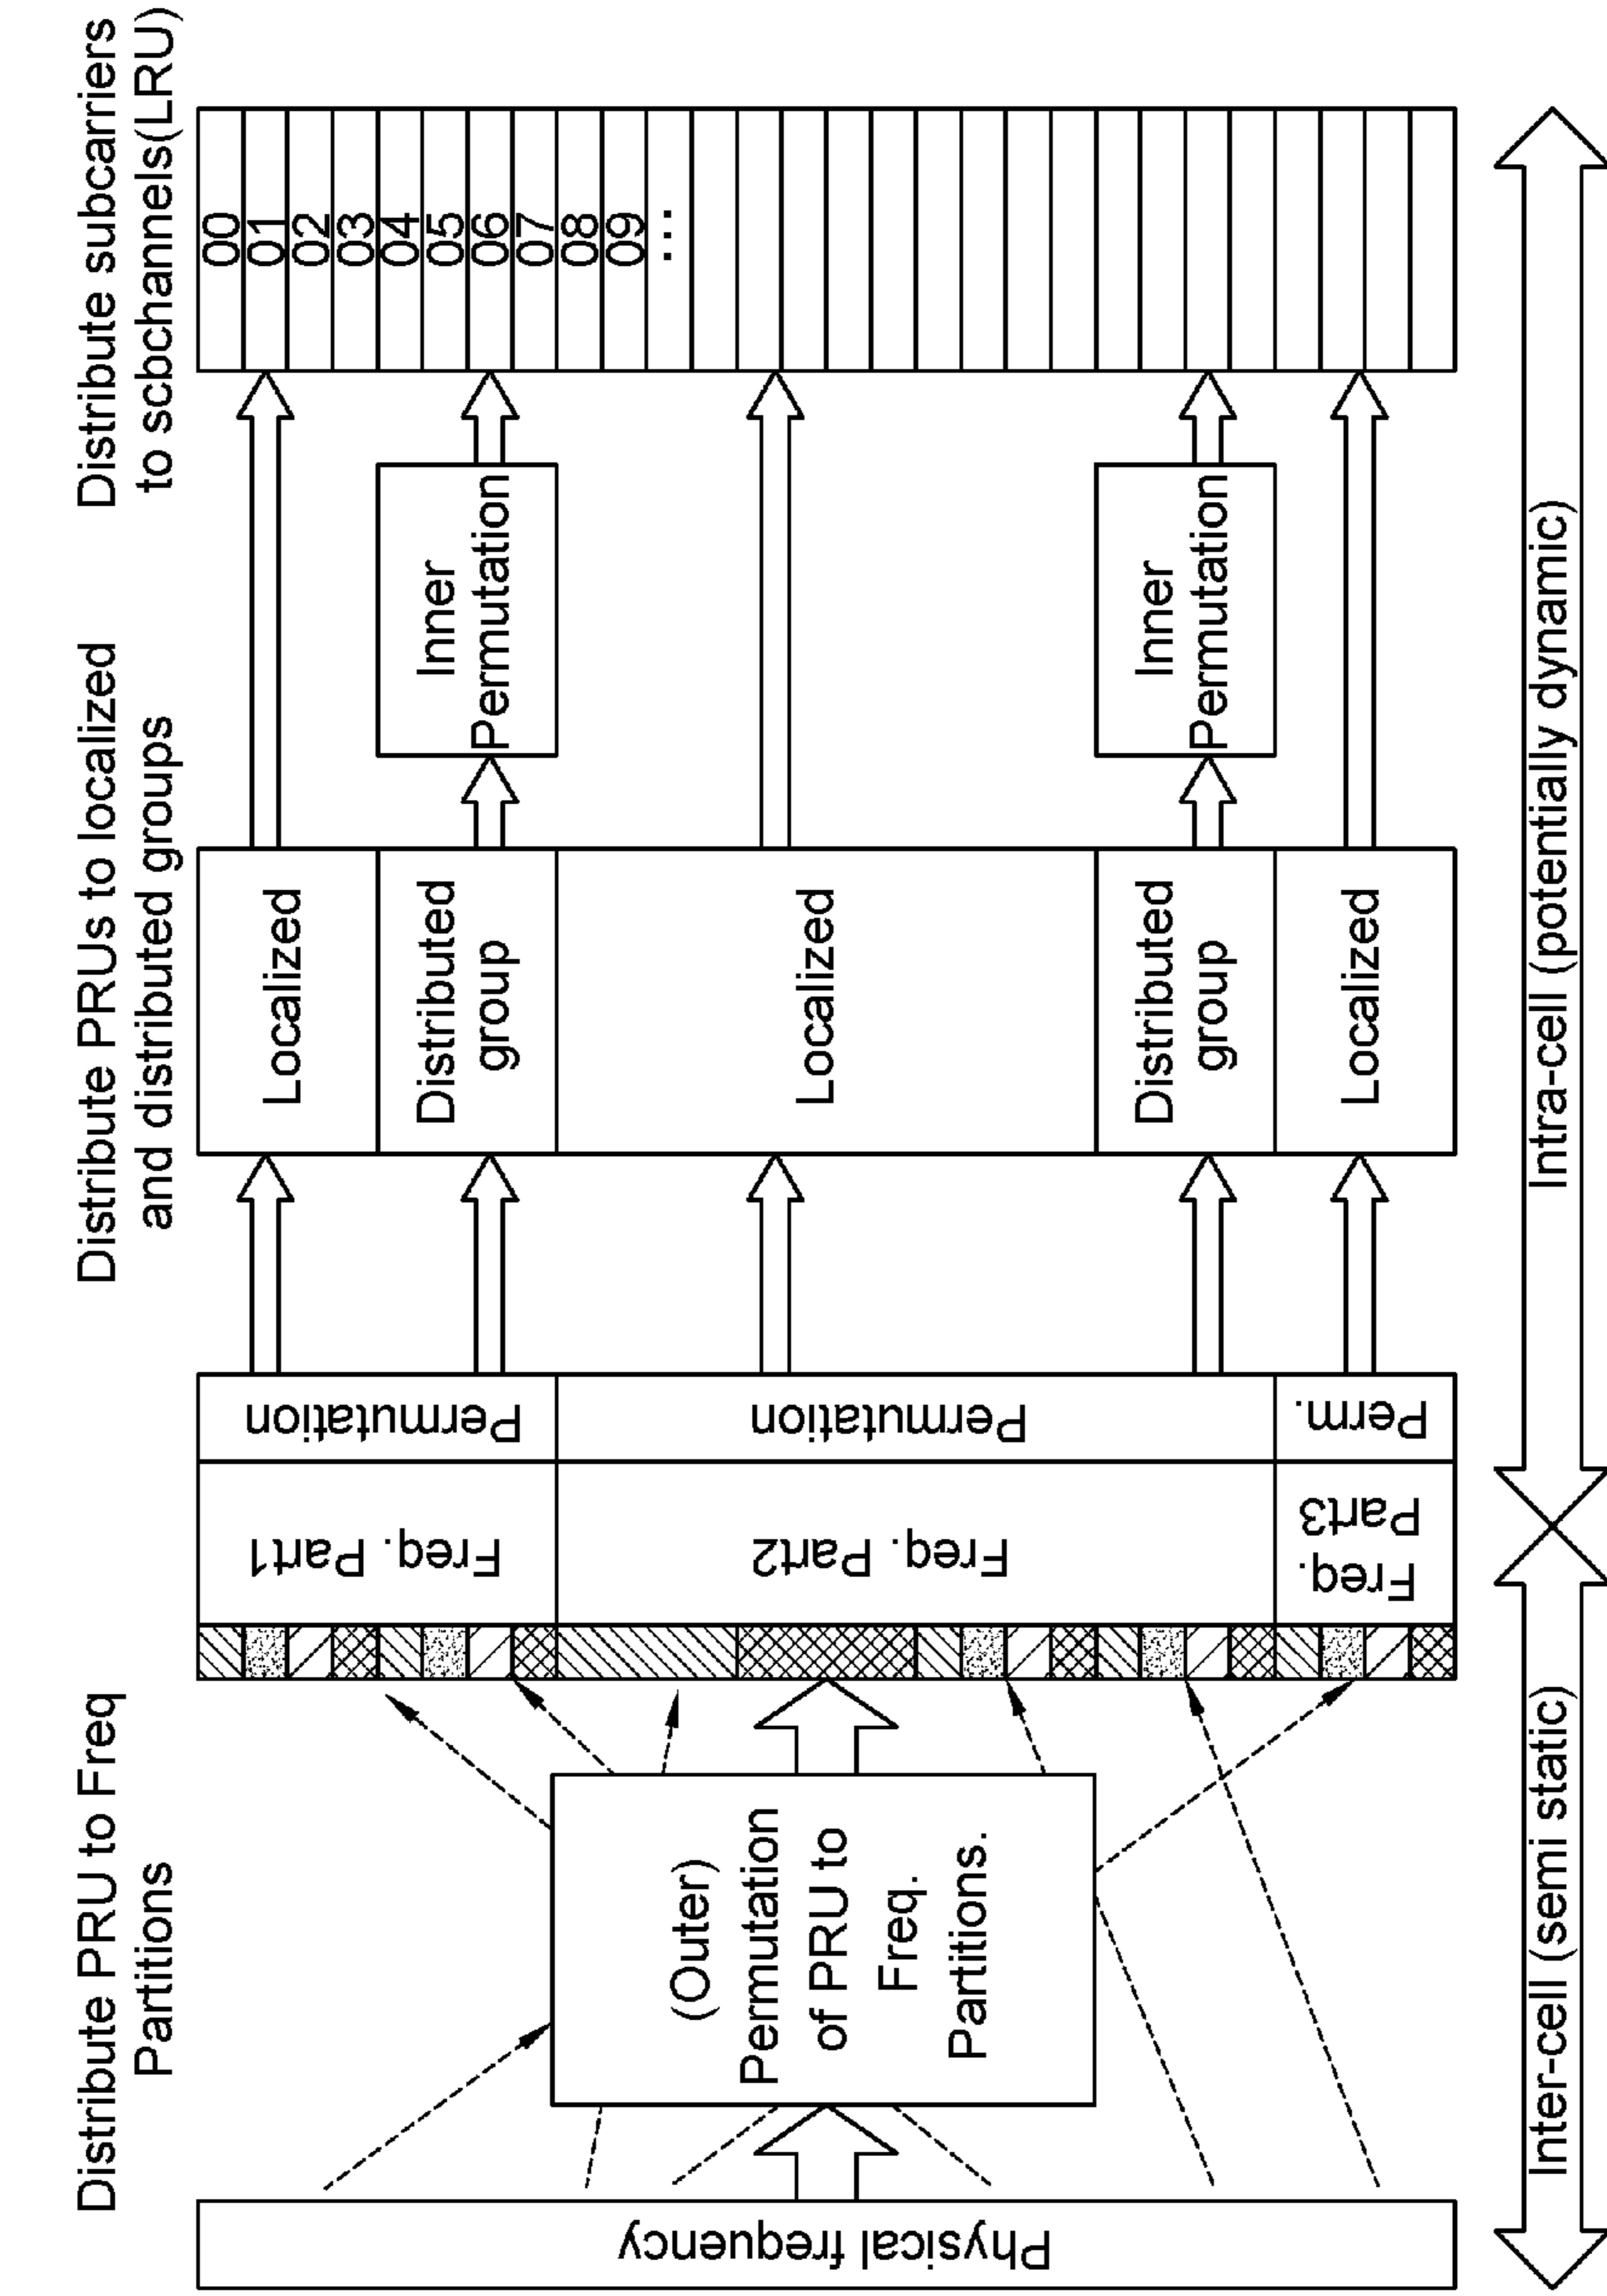 Distribute PRU to Freq
Partitions
Distribute PRUs to localized
and distributed groups
Distribute subcarriers
to scbchannels(LRU)
Physical frequency
(Outer)
Permutation
of PRU to
Freq.
Partitions.
Freq. Part1
Permutation
Freq. Part2
Permutation
Freq.
Part3
Perm.
Localized
Distributed
group
Localized
Distributed
group
Localized
Inner
Permutation
Inner
Permutation
00
01
02
03
04
05
06
07
08
09
...
Inter-cell (semi static)
Intra-cell (potentially dynamic)